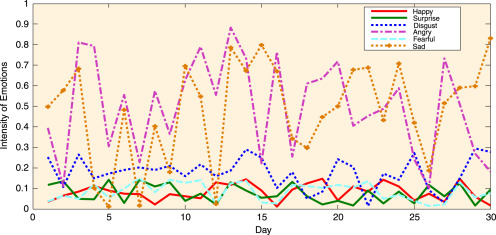 1
0.9
0.8
0.7
0.6
0.5
0.4
0.3
0.2
0.1
0
Intensity of Emotions
Happy
Surprise
Disgust
Angry
Fearful
Sad
0 5 10 15 20 25 30
Day